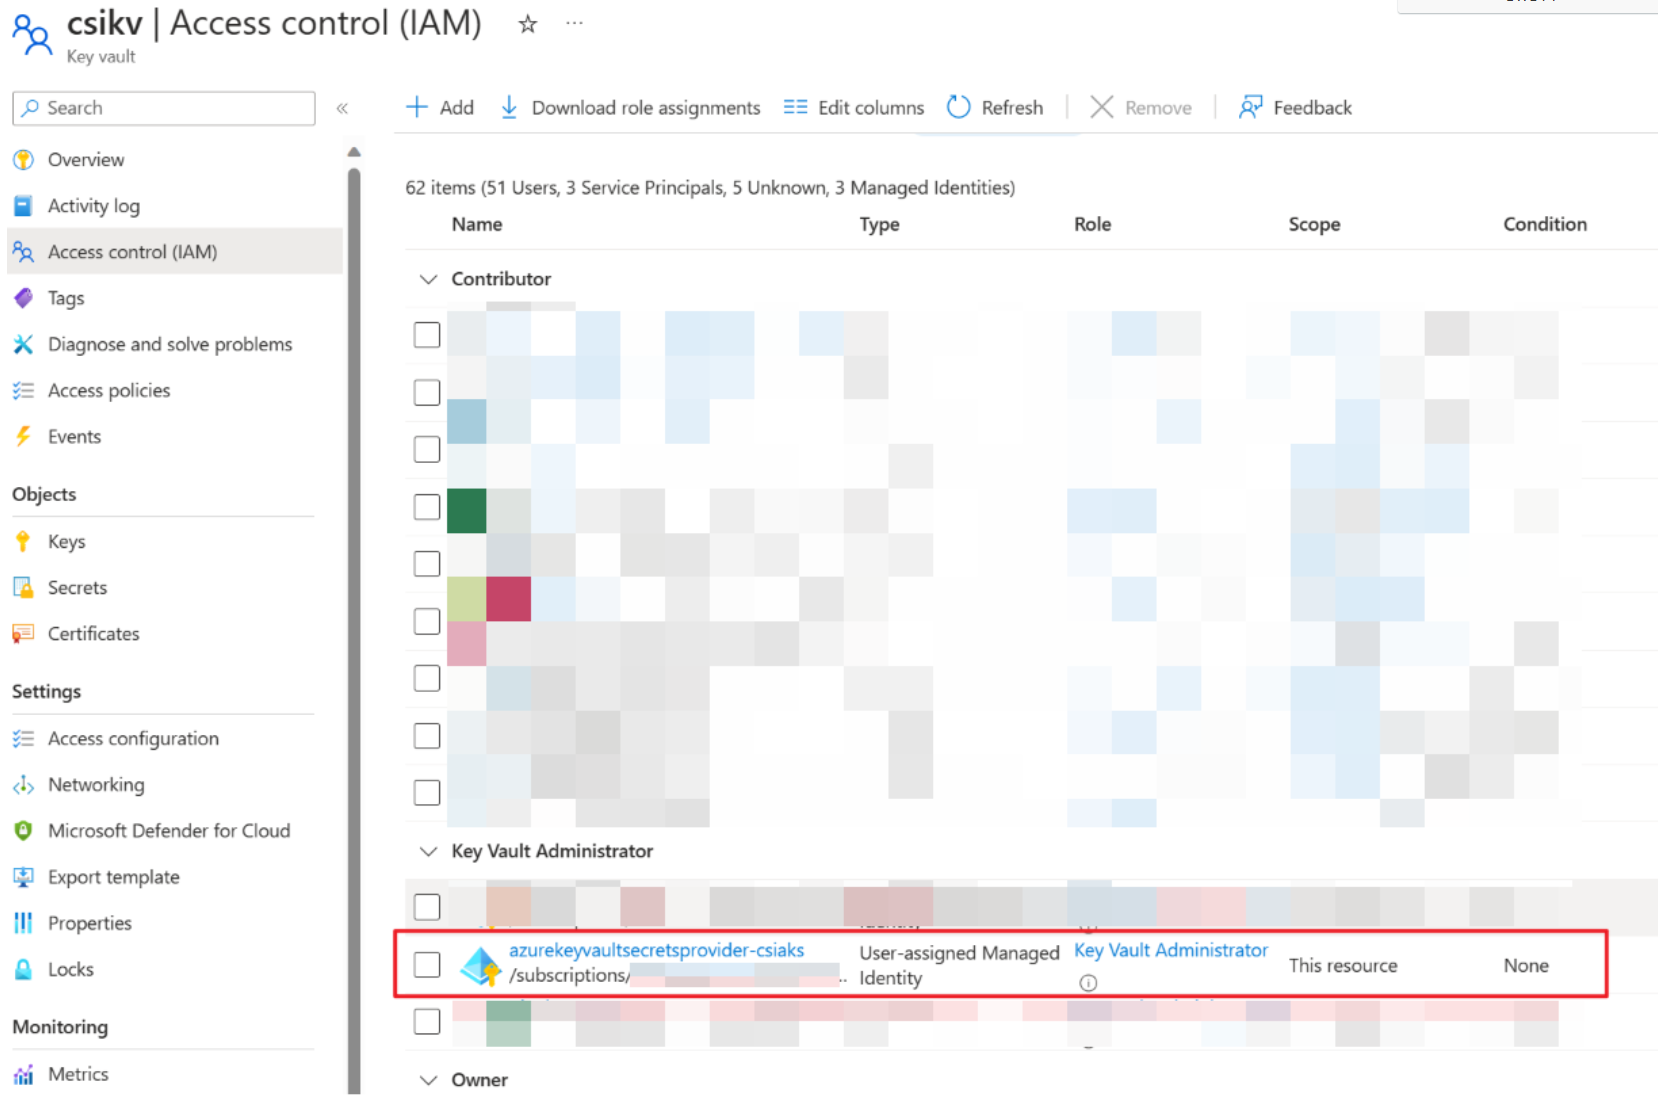 csikv | Access control (IAM)
Key vault
Search
Add
Download role assignments
Edit columns
Refresh
Remove
Feedback
Overview
Activity log
Access control (IAM)
Tags
Diagnose and solve problems
Access policies
Events
Objects
Keys
Secrets
Certificates
Settings
Access configuration
Networking
Microsoft Defender for Cloud
Export template
Properties
Locks
Monitoring
Metrics
62 items (51 Users, 3 Service Principals, 5 Unknown, 3 Managed Identities)
Name Type Role Scope Condition
Contributor
Key Vault Administrator
azurekeyvaultsecretsprovider-csiaks
/subscriptions/
..
User-assigned Managed
Identity
Key Vault Administrator
This resource
None
Owner